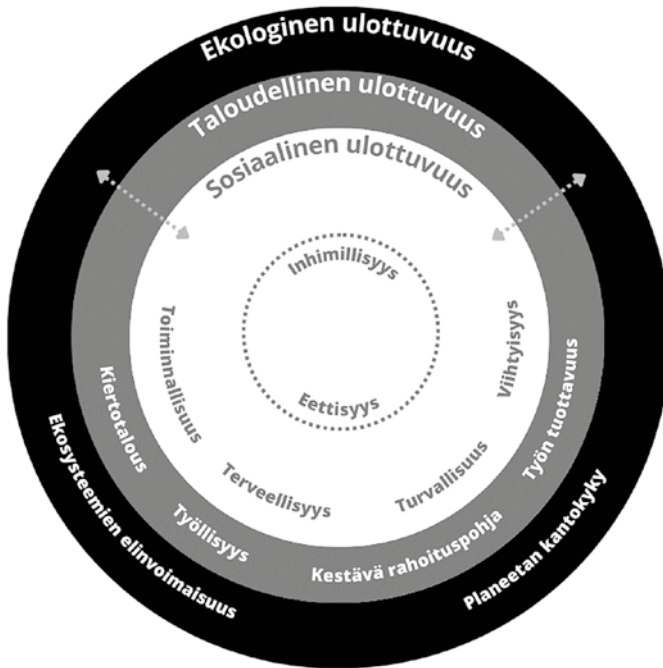 Ekologinen ulottuvuus
Taloudellinen ulottuvuus
Sosiaalinen ulottuvuus
Inhimillisyys
Eettisyys
Toiminnallisuus
Terveellisyys
Turvallisuus
Viihtyisyys
Kiertotalous
Työllisyys
Kestävä rahoituspohja
Työn tuottavuus
Ekosysteemien elinvoimaisuus
Planeetan kantokyky